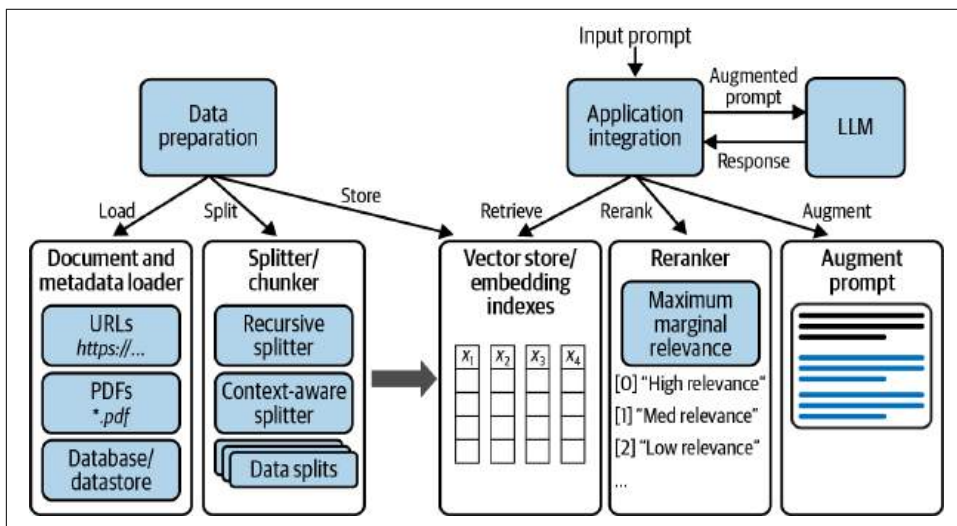 Input prompt
Data
preparation
Application
integration
Augmented
prompt
Response
LLM
Load
Split
Store
Retrieve
Rerank
Augment
Document and
metadata loader
URLs
https://...
PDFs
*.pdf
Database/
datastore
Splitter/
chunker
Recursive
splitter
Context-aware
splitter
Data splits
Vector store/
embedding
indexes
X1 X2 X3 X4
Reranker
Maximum
marginal
relevance
[0] "High relevance"
[1] "Med relevance"
[2] "Low relevance"
...
Augment
prompt